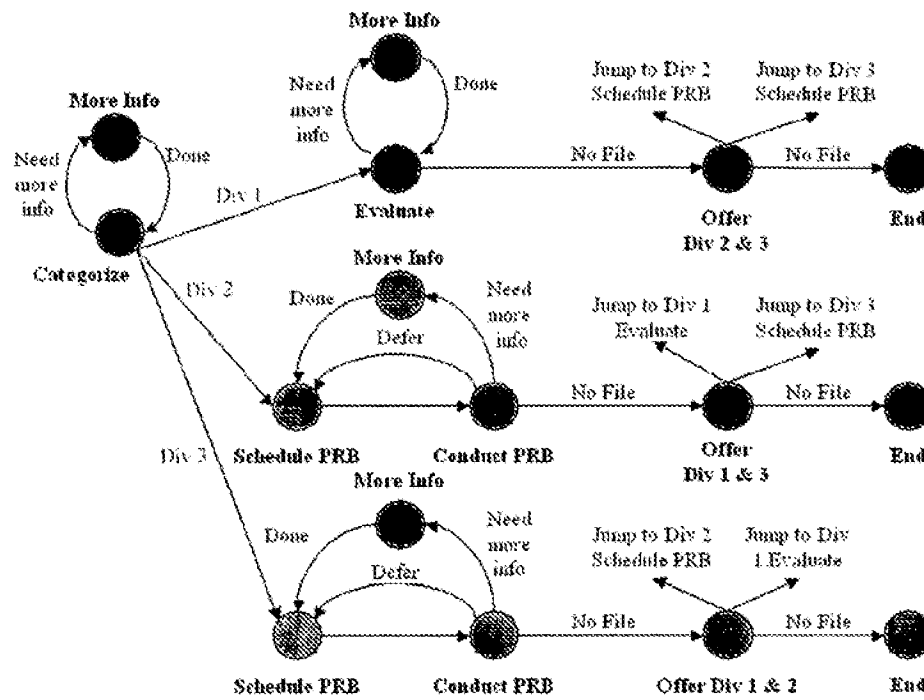 More Info
Need
more
info
Done
Jump to Div 2
Schedule PRB
Jump to Div 3
Schedule PRB
More Info
Need
more
info
Done
Categorize
Div 1
Evaluate
No File
Offer
Div 2 & 3
No File
End
Div 2
More Info
Done
Need
more
info
Defer
Schedule PRB
Conduct PRB
No File
Jump to Div 1
Evaluate
Jump to Div 3
Schedule PRB
Offer
Div 1 & 3
No File
End
Div 3
More Info
Done
Need
more
info
Defer
Schedule PRB
Conduct PRB
No File
Jump to Div 2
Schedule PRB
Jump to Div
1.Evaluate
Offer Div 1 & 2
No File
End